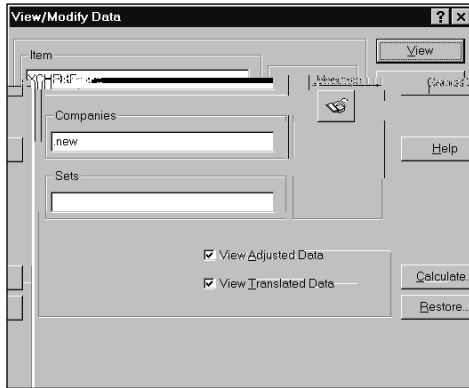 View/Modify Data
View
Item
Companies
.new
Help
Sets
View Adjusted Data
View Translated Data
Calculate..
Restore...